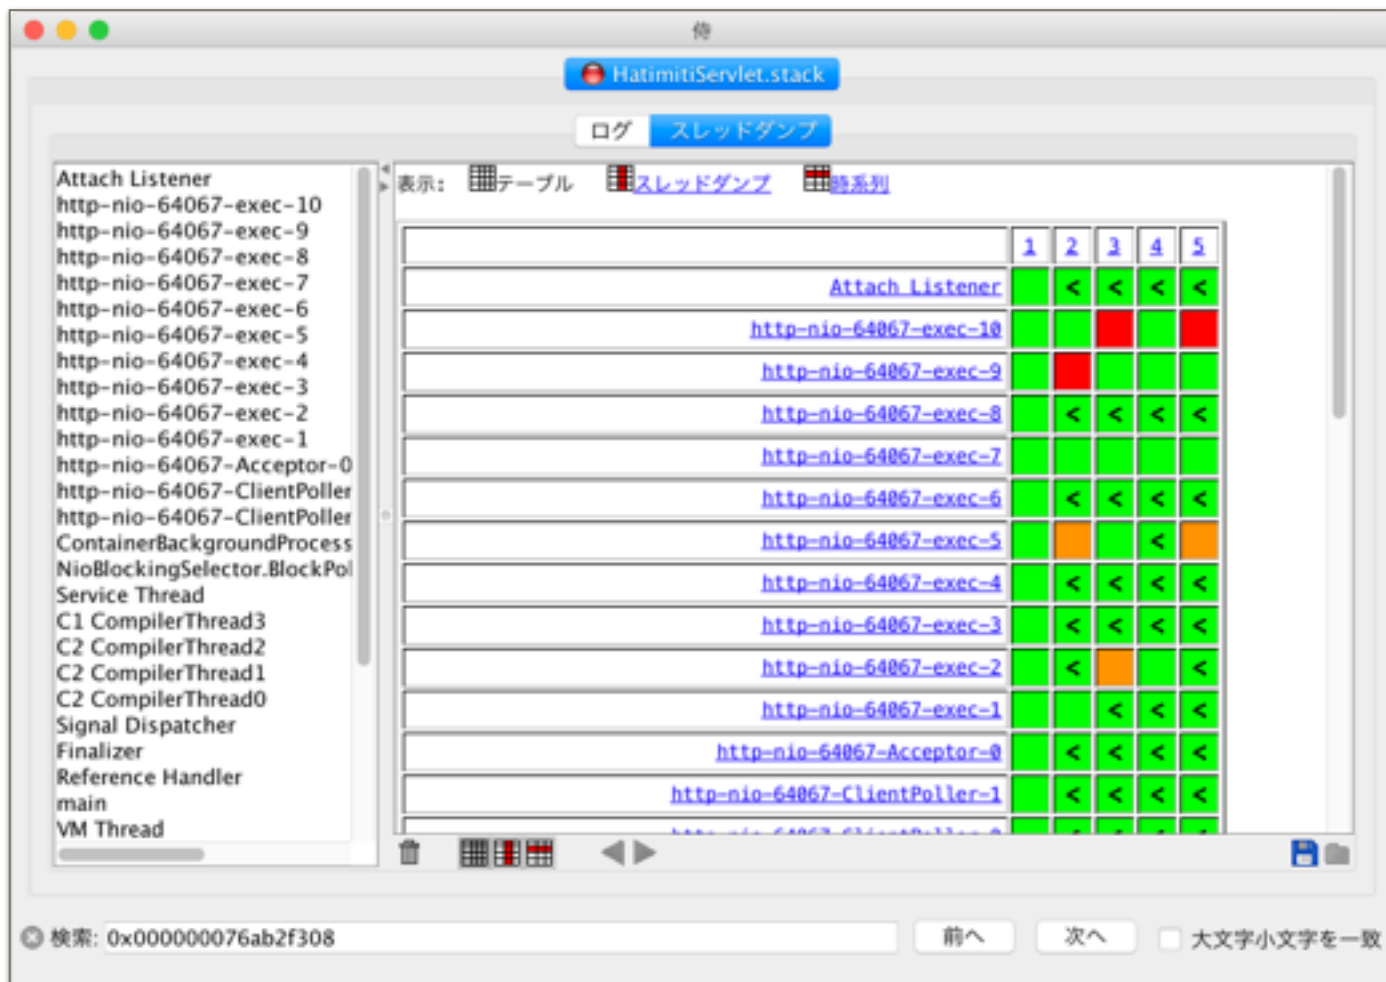 侍
HatimitiServlet.stack
ログ スレッドダンプ
Attach Listener
http-nio-64067-exec-10
http-nio-64067-exec-9
http-nio-64067-exec-8
http-nio-64067-exec-7
http-nio-64067-exec-6
http-nio-64067-exec-5
http-nio-64067-exec-4
http-nio-64067-exec-3
http-nio-64067-exec-2
http-nio-64067-exec-1
http-nio-64067-Acceptor-0
http-nio-64067-ClientPoller
http-nio-64067-ClientPoller
ContainerBackgroundProcess
NioBlockingSelector.BlockPol
Service Thread
C1 CompilerThread3
C2 CompilerThread2
C2 CompilerThread1
C2 CompilerThread0
Signal Dispatcher
Finalizer
Reference Handler
main
VM Thread
表示: テーブル スレッドダンプ 時系列
1 2 3 4 5
Attach Listener < < < <
http-nio-64067-exec-10
http-nio-64067-exec-9
http-nio-64067-exec-8 < < < <
http-nio-64067-exec-7
http-nio-64067-exec-6 < < < <
http-nio-64067-exec-5 <
http-nio-64067-exec-4 < < < <
http-nio-64067-exec-3 < < < <
http-nio-64067-exec-2 < <
http-nio-64067-exec-1 < < <
http-nio-64067-Acceptor-0 < < < <
http-nio-64067-ClientPoller-1 < < < <
検索: 0x000000076ab2f308 前へ 次へ 大文字小文字を一致